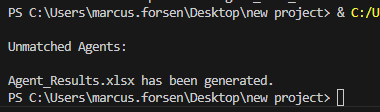 PS C:\Users\marcus.forsen\Desktop\new project> & C:/U
Unmatched Agents:
Agent_Results.xlsx has been generated.
PS C:\Users\marcus.forsen\Desktop\new project>